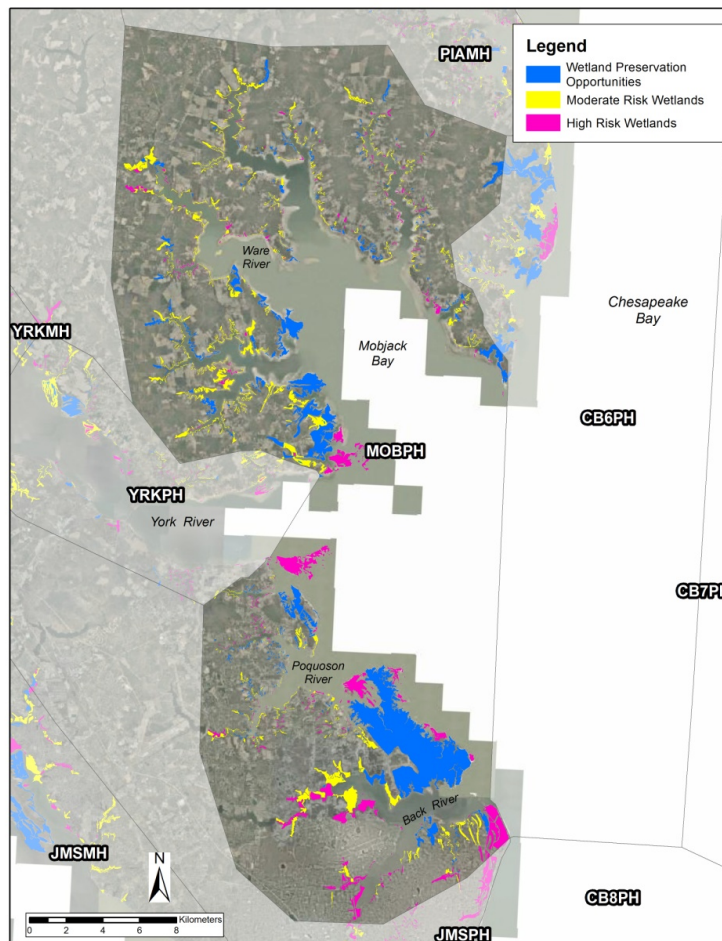 PIAMH
Legend
Wetland Preservation
Opportunities
Moderate Risk Wetlands
High Risk Wetlands
Ware
River
Chesapeake
Bay
YRKMH
Mobjack
Bay
CB6PH
MOBPH
YRKPH
York River
CB7PH
Poquoson
River
Back River
JMSMH
N
Kilometers
0 2 4 6 8
CB8PH
JMSPH